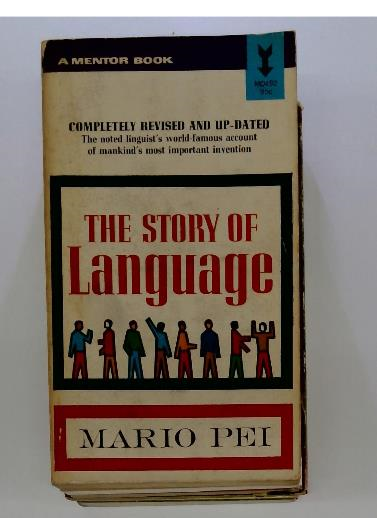 A MENTOR BOOK
95c
COMPLETELY REVISED AND UP-DATED
The noted linguist's world-famous account
of mankind's most important invention
THE STORY OF
Language
MARIO PEI